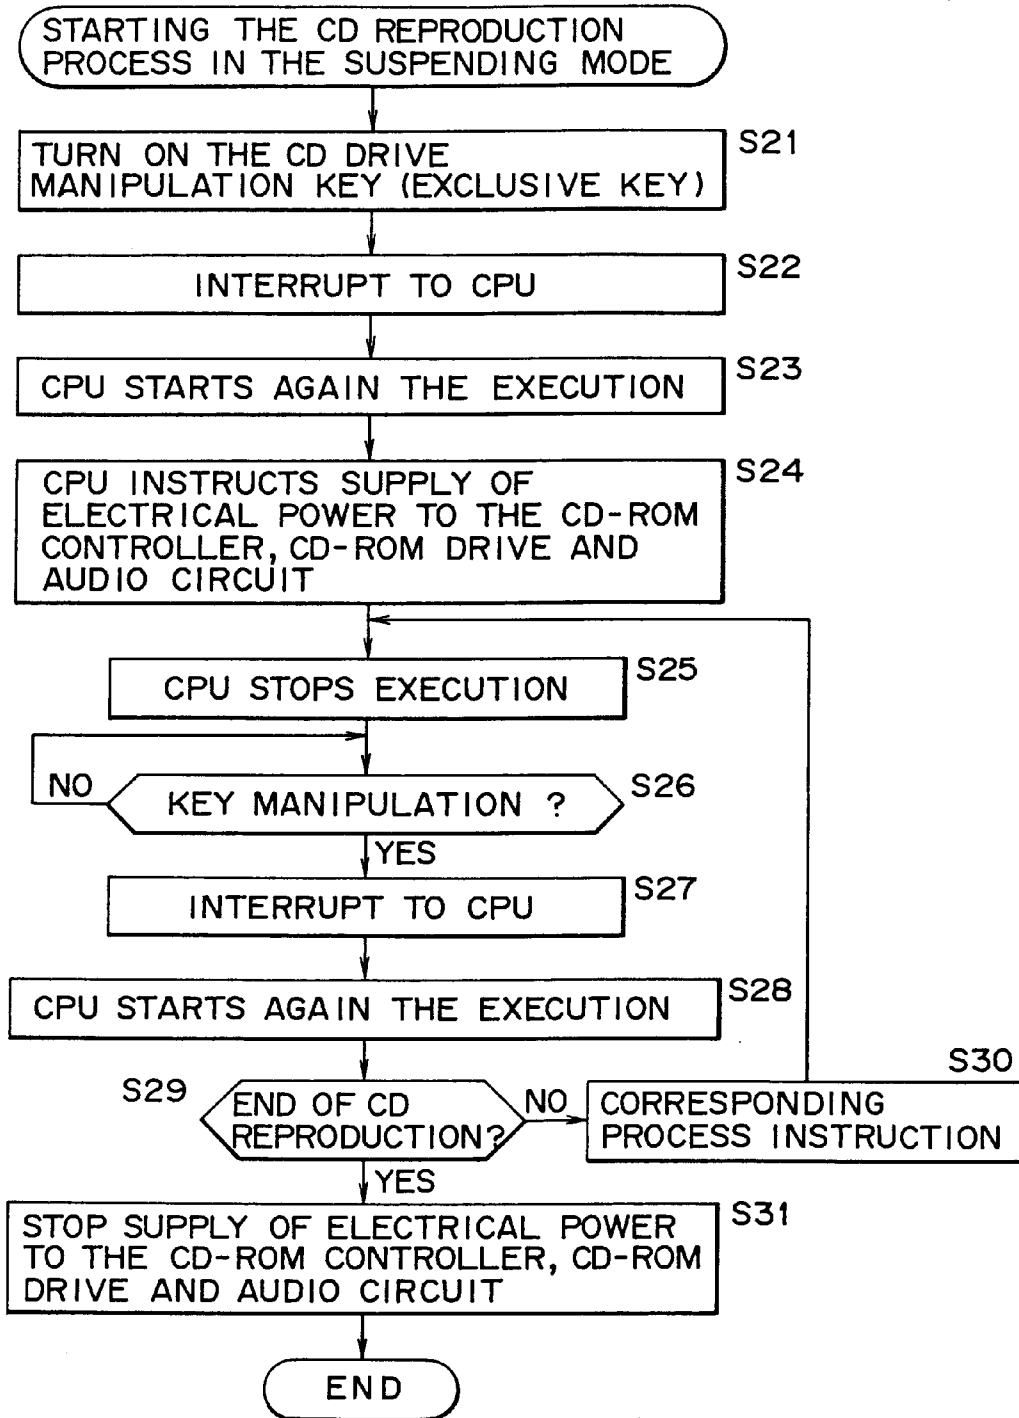 STARTING THE CD REPRODUCTION
PROCESS IN THE SUSPENDING MODE
S21
TURN ON THE CD DRIVE
MANIPULATION KEY (EXCLUSIVE KEY)
S22
INTERRUPT TO CPU
S23
CPU STARTS AGAIN THE EXECUTION
S24
CPU INSTRUCTS SUPPLY OF
ELECTRICAL POWER TO THE CD-ROM
CONTROLLER, CD-ROM DRIVE AND
AUDIO CIRCUIT
S25
CPU STOPS EXECUTION
NO
S26
KEY MANIPULATION ?
YES
S27
INTERRUPT TO CPU
S28
CPU STARTS AGAIN THE EXECUTION
S29
END OF CD
REPRODUCTION?
NO
S30
CORRESPONDING
PROCESS INSTRUCTION
YES
S31
STOP SUPPLY OF ELECTRICAL POWER
TO THE CD-ROM CONTROLLER, CD-ROM
DRIVE AND AUDIO CIRCUIT
END